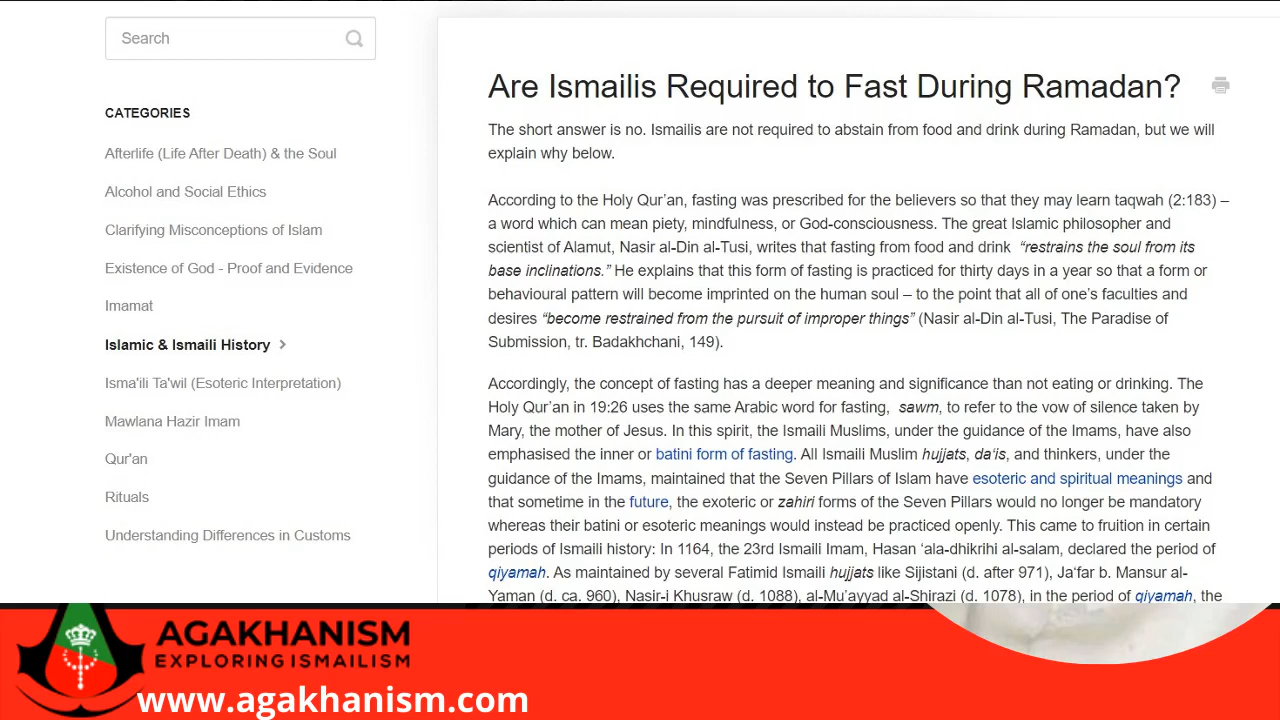 Search
CATEGORIES
Afterlife (Life After Death) & the Soul
Alcohol and Social Ethics
Clarifying Misconceptions of Islam
Existence of God - Proof and Evidence
Imamat
Islamic & Ismaili History
Isma'ili Ta'wil (Esoteric Interpretation)
Mawlana Hazir Imam
Qur'an
Rituals
Understanding Differences in Customs
Are Ismailis Required to Fast During Ramadan?
The short answer is no. Ismailis are not required to abstain from food and drink during Ramadan, but we will
explain why below.
According to the Holy Qur’an, fasting was prescribed for the believers so that they may learn taqwah (2:183) –
a word which can mean piety, mindfulness, or God-consciousness. The great Islamic philosopher and
scientist of Alamut, Nasir al-Din al-Tusi, writes that fasting from food and drink “restrains the soul from its
base inclinations.” He explains that this form of fasting is practiced for thirty days in a year so that a form or
behavioural pattern will become imprinted on the human soul – to the point that all of one’s faculties and
desires “become restrained from the pursuit of improper things” (Nasir al-Din al-Tusi, The Paradise of
Submission, tr. Badakhchani, 149).
Accordingly, the concept of fasting has a deeper meaning and significance than not eating or drinking. The
Holy Qur’an in 19:26 uses the same Arabic word for fasting, sawm, to refer to the vow of silence taken by
Mary, the mother of Jesus. In this spirit, the Ismaili Muslims, under the guidance of the Imams, have also
emphasised the inner or batini form of fasting. All Ismaili Muslim hujjats, da‘is, and thinkers, under the
guidance of the Imams, maintained that the Seven Pillars of Islam have esoteric and spiritual meanings and
that sometime in the future, the exoteric or zahiri forms of the Seven Pillars would no longer be mandatory
whereas their batini or esoteric meanings would instead be practiced openly. This came to fruition in certain
periods of Ismaili history: In 1164, the 23rd Ismaili Imam, Hasan ‘ala-dhikrihi al-salam, declared the period of
qiyamah. As maintained by several Fatimid Ismaili hujjats like Sijistani (d. after 971), Ja‘far b. Mansur al-
Yaman (d. ca. 960), Nasir-i Khusraw (d. 1088), al-Mu’ayyad al-Shirazi (d. 1078), in the period of qiyamah, the
AGAKHANISM
EXPLORING ISMAILISM
www.agakhanism.com